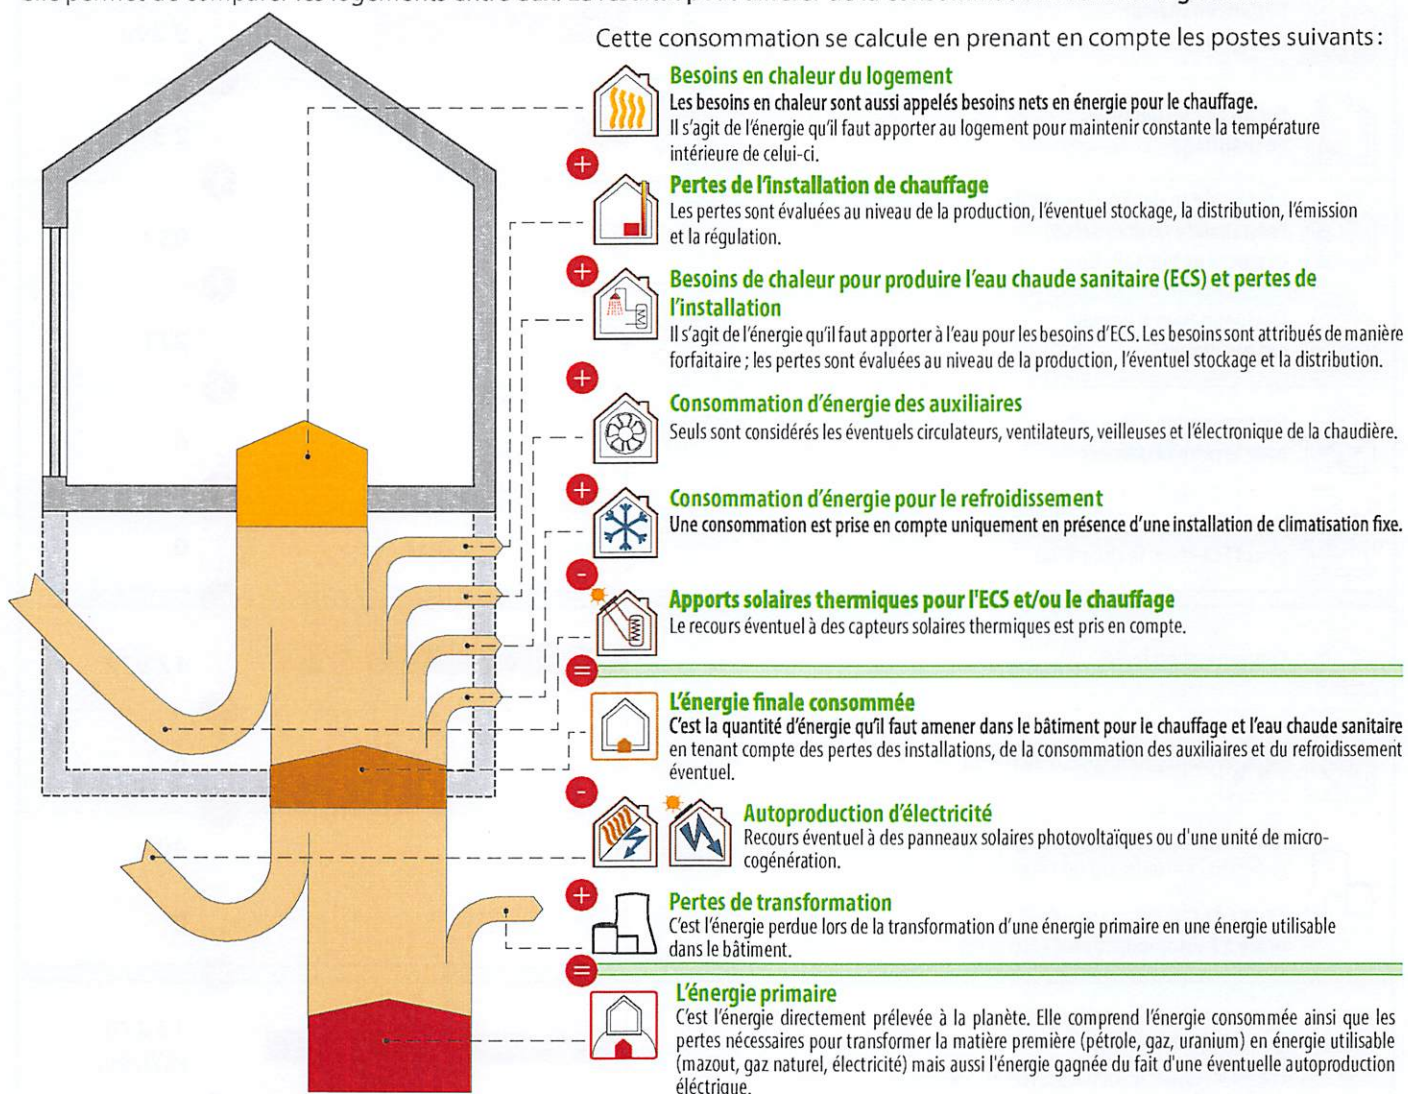 Cette consommation se calcule en prenant en compte les postes suivants :
Besoins en chaleur du logement
Les besoins en chaleur sont aussi appelés besoins nets en énergie pour le chauffage.
Il s'agit de l'énergie qu'il faut apporter au logement pour maintenir constante la température
intérieure de celui-ci.
+
Pertes de l'installation de chauffage
Les pertes sont évaluées au niveau de la production, l'éventuel stockage, la distribution, l'émission
et la régulation.
+
Besoins de chaleur pour produire l'eau chaude sanitaire (ECS) et pertes de
l'installation
Il s'agit de l'énergie qu'il faut apporter à l'eau pour les besoins d'ECS. Les besoins sont attribués de manière
forfaitaire ; les pertes sont évaluées au niveau de la production, l'éventuel stockage et la distribution.
+
Consommation d'énergie des auxiliaires
Seuls sont considérés les éventuels circulateurs, ventilateurs, veilleuses et l'électronique de la chaudière.
+
Consommation d'énergie pour le refroidissement
Une consommation est prise en compte uniquement en présence d'une installation de climatisation fixe.
-
Apports solaires thermiques pour l'ECS et/ou le chauffage
Le recours éventuel à des capteurs solaires thermiques est pris en compte.
=
L'énergie finale consommée
C'est la quantité d'énergie qu'il faut amener dans le bâtiment pour le chauffage et l'eau chaude sanitaire
en tenant compte des pertes des installations, de la consommation des auxiliaires et du refroidissement
éventuel.
-
Autoproduction d'électricité
Recours éventuel à des panneaux solaires photovoltaïques ou d'une unité de micro-
cogénération.
+
Pertes de transformation
C'est l'énergie perdue lors de la transformation d'une énergie primaire en une énergie utilisable
dans le bâtiment.
=
L'énergie primaire
C'est l'énergie directement prélevée à la planète. Elle comprend l'énergie consommée ainsi que les
pertes nécessaires pour transformer la matière première (pétrole, gaz, uranium) en énergie utilisable
(mazout, gaz naturel, électricité) mais aussi l'énergie gagnée du fait d'une éventuelle autoproduction
éléctrique.